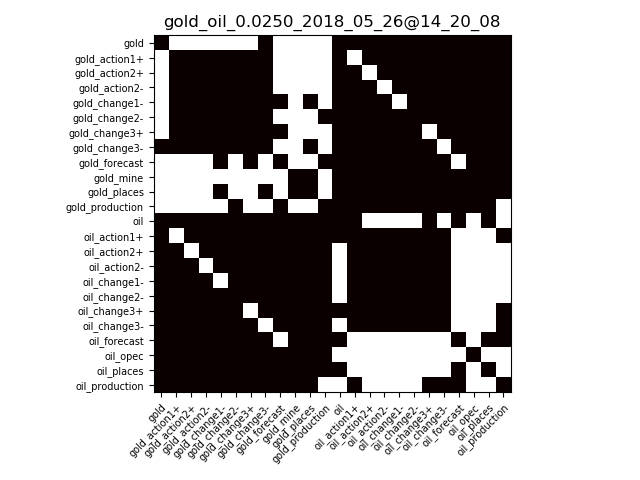 gold_oil_0.0250_2018_05_26@14_20_08
gold
gold_action1+
gold_action2+
gold_action2-
gold_change1-
gold_change2-
gold_change3+
gold_change3-
gold_forecast
gold_mine
gold_places
gold_production
oil
oil_action1+
oil_action2+
oil_action2-
oil_change1-
oil_change2-
oil_change3+
oil_change3-
oil_forecast
oil_opec
oil_places
oil_production
gold
gold_action1+
gold_action2+
gold_action2-
gold_change1-
gold_change2-
gold_change3+
gold_change3-
gold_forecast
gold_mine
gold_places
gold_production
oil
oil_action1+
oil_action2+
oil_action2-
oil_change1-
oil_change2-
oil_change3+
oil_change3-
oil_forecast
oil_opec
oil_places
oil_production